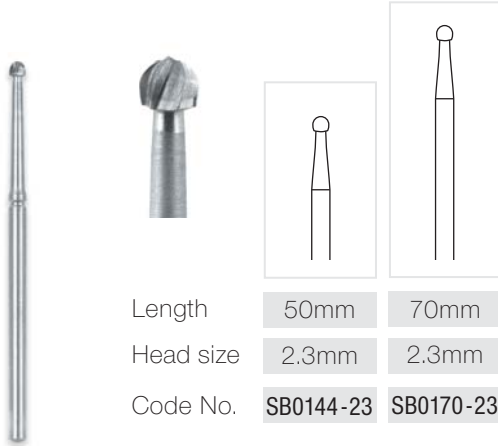 Length 50mm 70mm
Head size 2.3mm 2.3mm
Code No. SB0144-23 SB0170-23